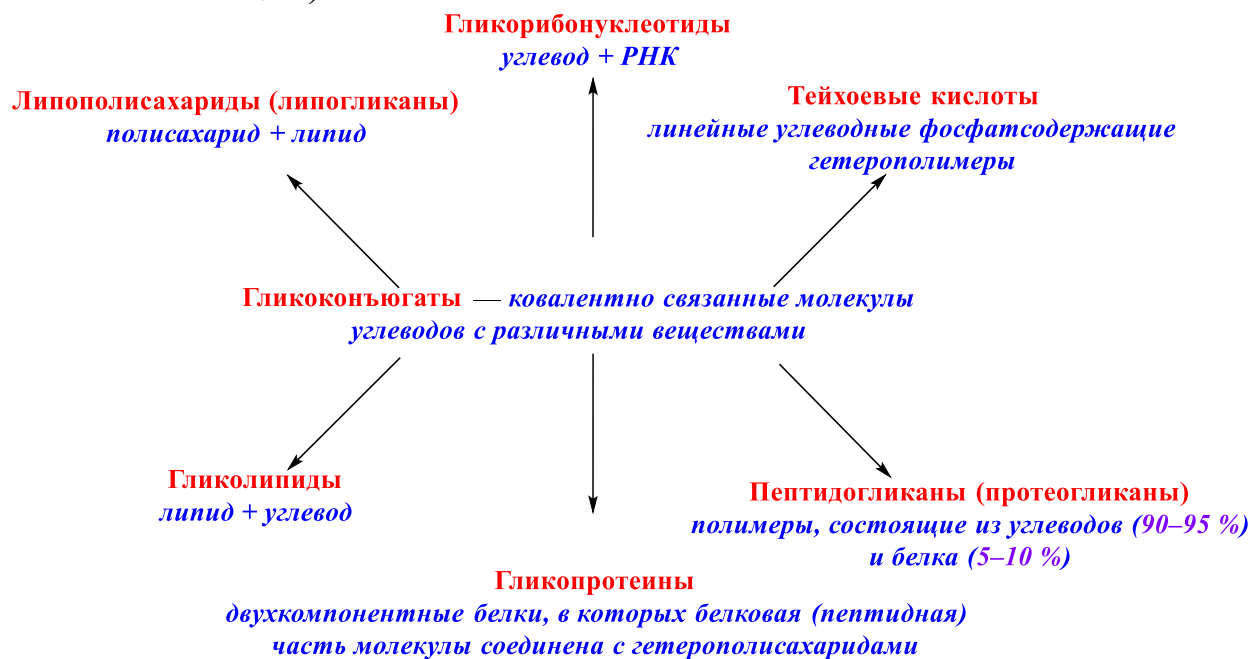 Гликорибонуклеотиды
углевод + РНК
Липополисахариды (липогликаны)
полисахарид + липид
Тейхоевые кислоты
линейные углеводные фосфатсодержащие
гетерополимеры
Гликоконъюгаты — ковалентно связанные молекулы
углеводов с различными веществами
Гликолипиды
липид + углевод
Пептидогликаны (протеогликаны)
полимеры, состоящие из углеводов (90–95 %)
и белка (5–10 %)
Гликопротеины
двухкомпонентные белки, в которых белковая (пептидная)
часть молекулы соединена с гетерополисахаридами